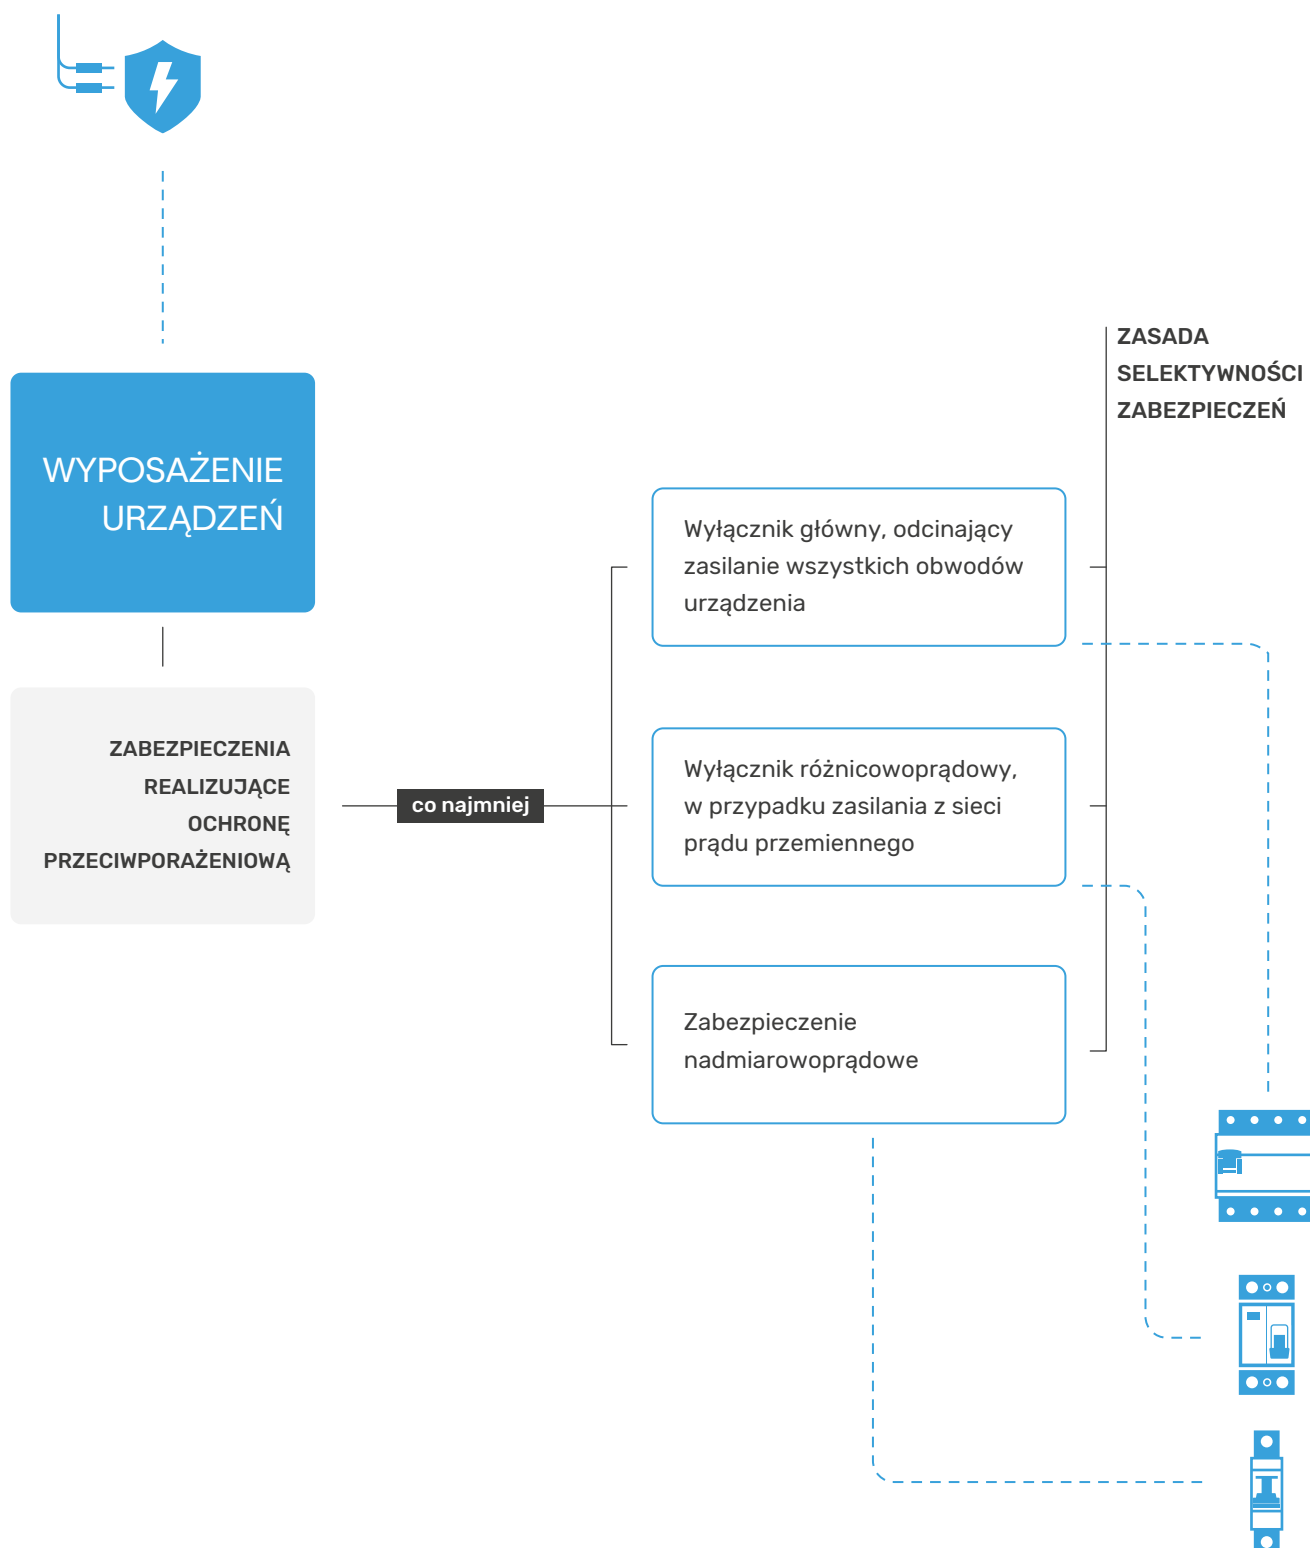 WYPOSAŻENIE
URZĄDZEŃ
ZABEZPIECZENIA
REALIZUJĄCE
OCHRONĘ
PRZECIWPORAŻENIOWĄ
co najmniej
Wyłącznik główny, odcinający
zasilanie wszystkich obwodów
urządzenia
Wyłącznik różnicowoprądowy,
w przypadku zasilania z sieci
prądu przemiennego
Zabezpieczenie
nadmiarowoprądowe
ZASADA
SELEKTYWNOŚCI
ZABEZPIECZEŃ